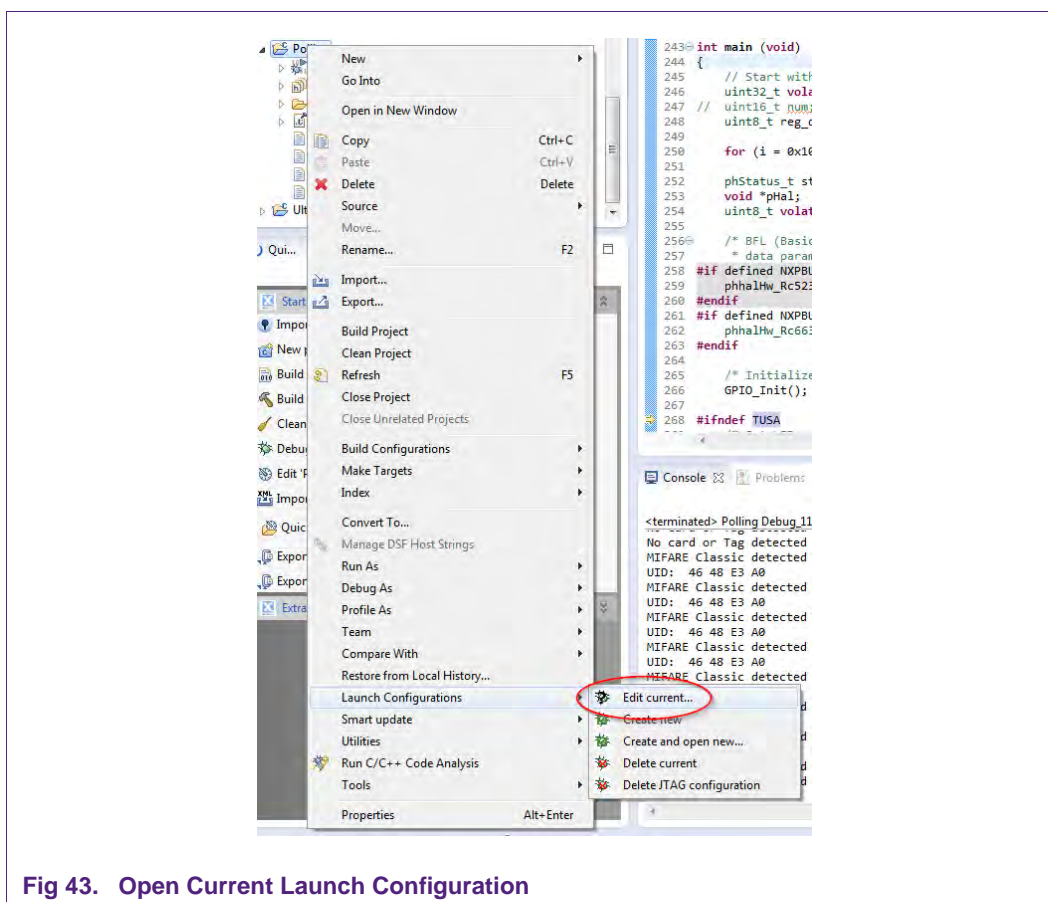 New
Go Into
Open in New Window
Copy Ctrl+C
Paste Ctrl+V
Delete Delete
Source
Move...
Rename... F2
Import...
Export...
Build Project
Clean Project
Refresh F5
Close Project
Close Unrelated Projects
Build Configurations
Make Targets
Index
Convert To...
Manage DSF Host Strings
Run As
Debug As
Profile As
Team
Compare With
Restore from Local History...
Launch Configurations
Smart update
Utilities
Run C/C++ Code Analysis
Tools
Properties Alt+Enter
Edit current...
Create new
Create and open new...
Delete current
Delete JTAG configuration
Po
Ult
Qui...
Start
Impor
New
Build
Build
Clean
Debu
Edit 'P
Impor
Quic
Expor
Expor
Extra
243 int main (void)
244 {
245 // Start with
246 uint32_t vola
247 // uint16_t num;
248 uint8_t reg_
249
250 for (i = 0x10
251
252 phStatus_t st
253 void *pHal;
254 uint8_t volat
255
256 /* BFL (Basic
257 * data param
258 #if defined NXPBU
259 phhalHw_Rc523
260 #endif
261 #if defined NXPBU
262 phhalHw_Rc663
263 #endif
264
265 /* Initialize
266 GPIO_Init();
267
268 #ifndef TUSA
Console Problems
<terminated> Polling Debug_11
No card or Tag detected
MIFARE Classic detected
UID: 46 48 E3 A0
MIFARE Classic detected
UID: 46 48 E3 A0
MIFARE Classic detected
UID: 46 48 E3 A0
MIFARE Classic detected
UID: 46 48 E3 A0
MIFARE Classic detected
Fig 43. Open Current Launch Configuration